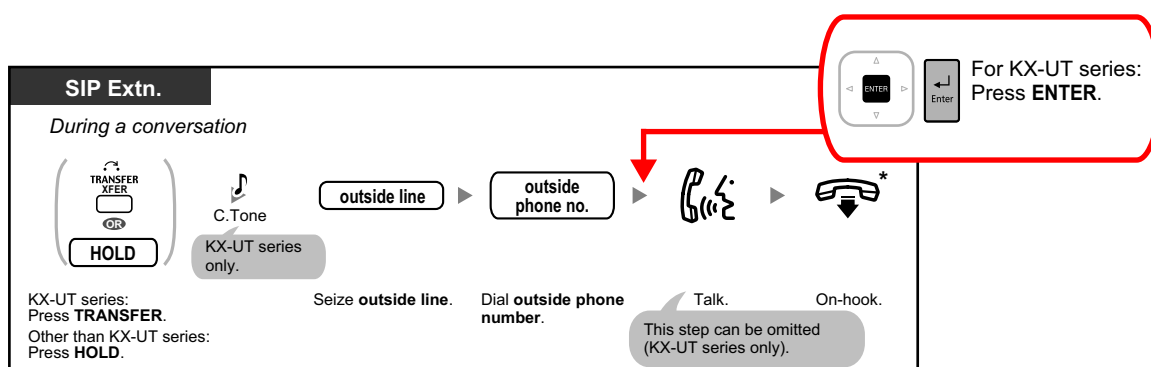 For KX-UT series:
Press ENTER.
ENTER
Enter
SIP Extn.
During a conversation
TRANSFER
XFER
OR
HOLD
C.Tone
KX-UT series
only.
outside line
outside
phone no.
*
KX-UT series:
Press TRANSFER.
Other than KX-UT series:
Press HOLD.
Seize outside line.
Dial outside phone
number.
Talk.
This step can be omitted
(KX-UT series only).
On-hook.